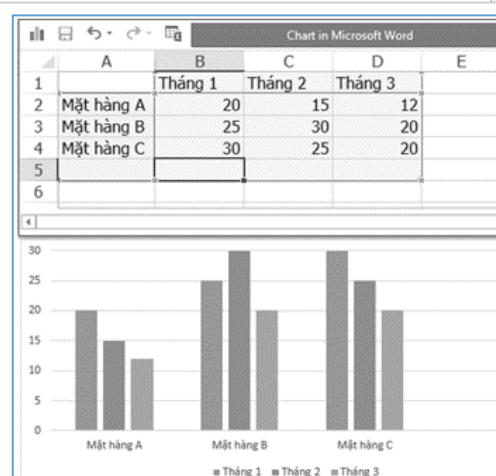 Chart in Microsoft Word
A B C D E
1 Tháng 1 Tháng 2 Tháng 3
2 Mặt hàng A 20 15 12
3 Mặt hàng B 25 30 20
4 Mặt hàng C 30 25 20
5
6
30
25
20
15
10
5
0
Mặt hàng A Mặt hàng B Mặt hàng C
Tháng 1 Tháng 2 Tháng 3